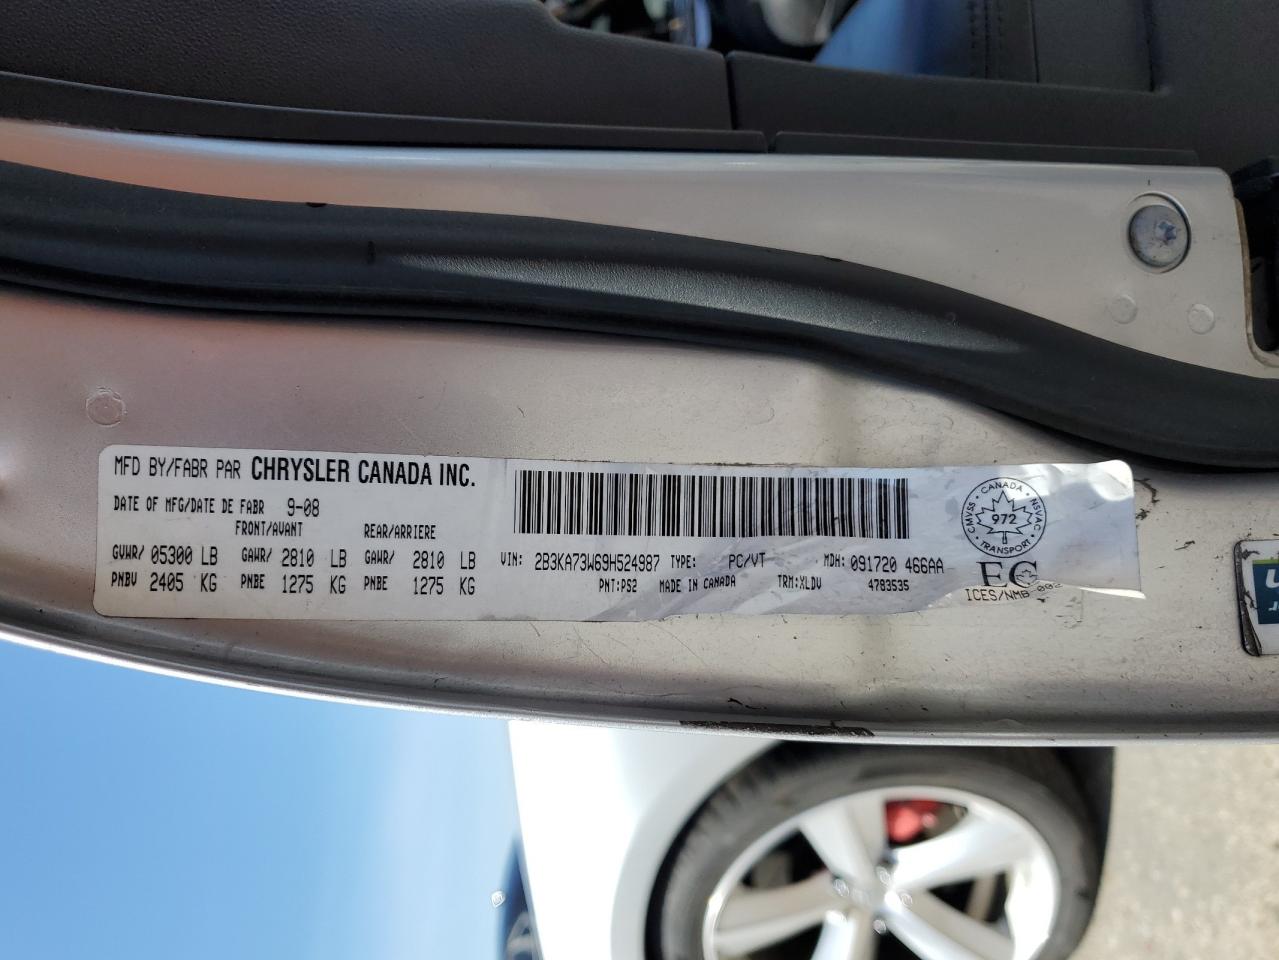 MFD BY/FABR PAR CHRYSLER CANADA INC.
DATE OF MFG/DATE DE FABR 9-08
FRONT/AVANT REAR/ARRIERE
GVWR/ 05300 LB GAWR/ 2810 LB GAWR/ 2810 LB
PNBV 2405 KG PNBE 1275 KG PNBE 1275 KG
VIN: 2B3KA73W69H524987 TYPE: PC/VT MDH: 091720 466AA
PNT:PS2 MADE IN CANADA TRM:XLDV 4783535
CANADA
CMVSS · NSVAC
972
TRANSPORT
EC
ICES/NMB-002